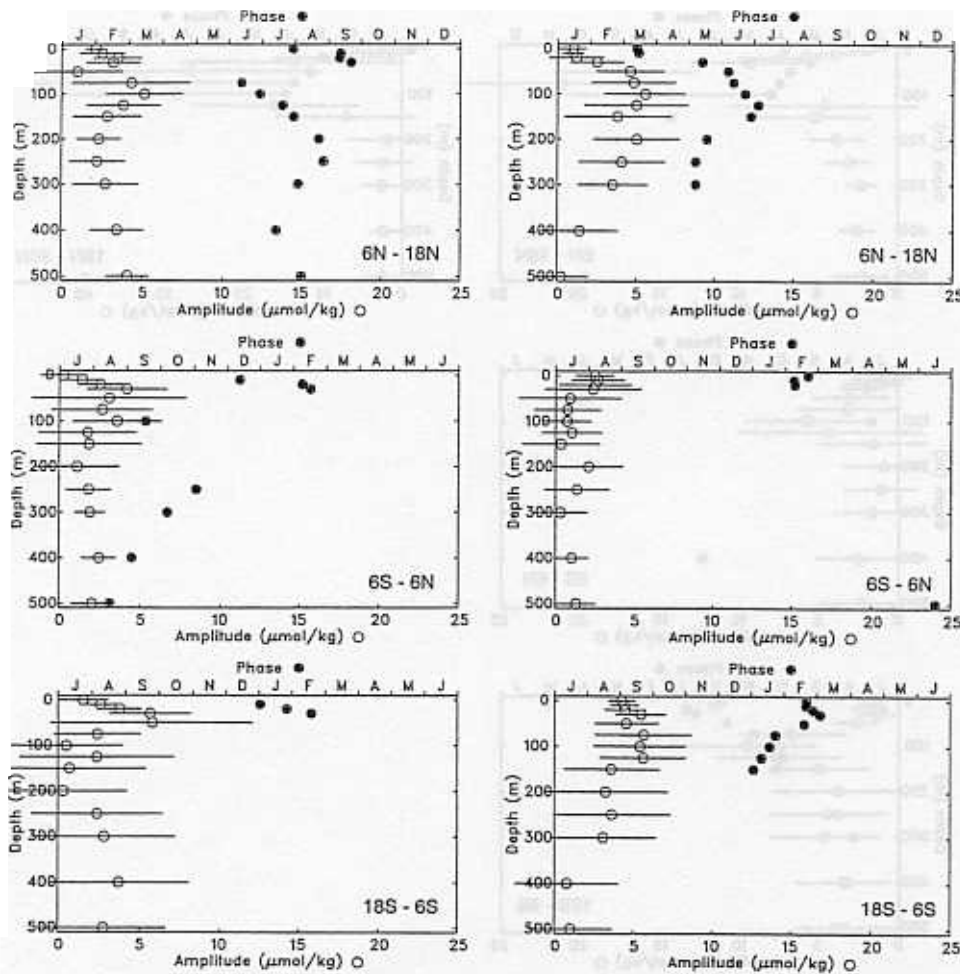 Phase ●
J F M A M J J A S O N D
0
100
200
300
400
500
Depth (m)
6N - 18N
0 5 10 15 20 25
Amplitude (μmol/kg) O
Phase ●
J F M A M J J A S O N D
0
100
200
300
400
500
Depth (m)
6N - 18N
0 5 10 15 20 25
Amplitude (μmol/kg) O
Phase ●
J A S O N D J F M A M J
0
100
200
300
400
500
Depth (m)
6S - 6N
0 5 10 15 20 25
Amplitude (μmol/kg) O
Phase ●
J A S O N D J F M A M J
0
100
200
300
400
500
Depth (m)
6S - 6N
0 5 10 15 20 25
Amplitude (μmol/kg) O
Phase ●
J A S O N D J F M A M J
0
100
200
300
400
500
Depth (m)
18S - 6S
0 5 10 15 20 25
Amplitude (μmol/kg) O
Phase ●
J A S O N D J F M A M J
0
100
200
300
400
500
Depth (m)
18S - 6S
0 5 10 15 20 25
Amplitude (μmol/kg) O